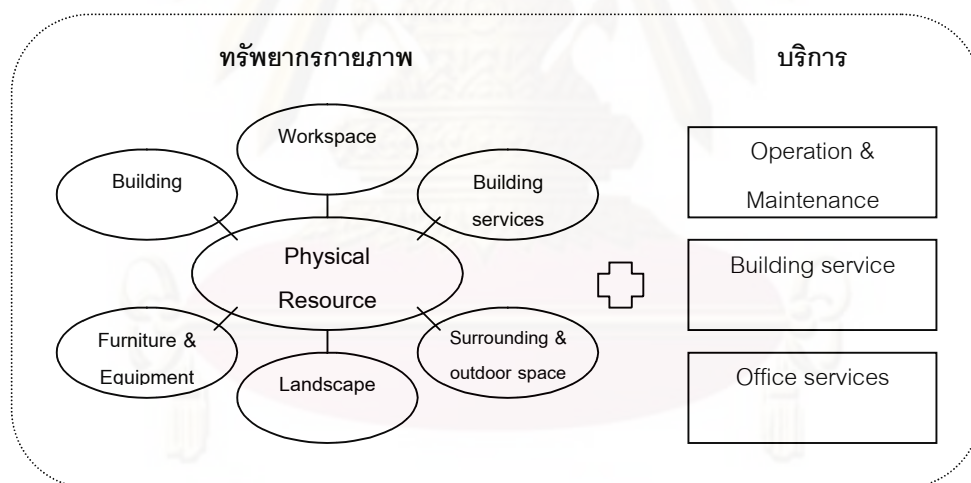 ทรัพยากรกายภาพ
บริการ
Workspace
Building
Building
services
Physical
Resource
Furniture &
Equipment
Landscape
Surrounding &
outdoor space
Operation &
Maintenance
Building service
Office services